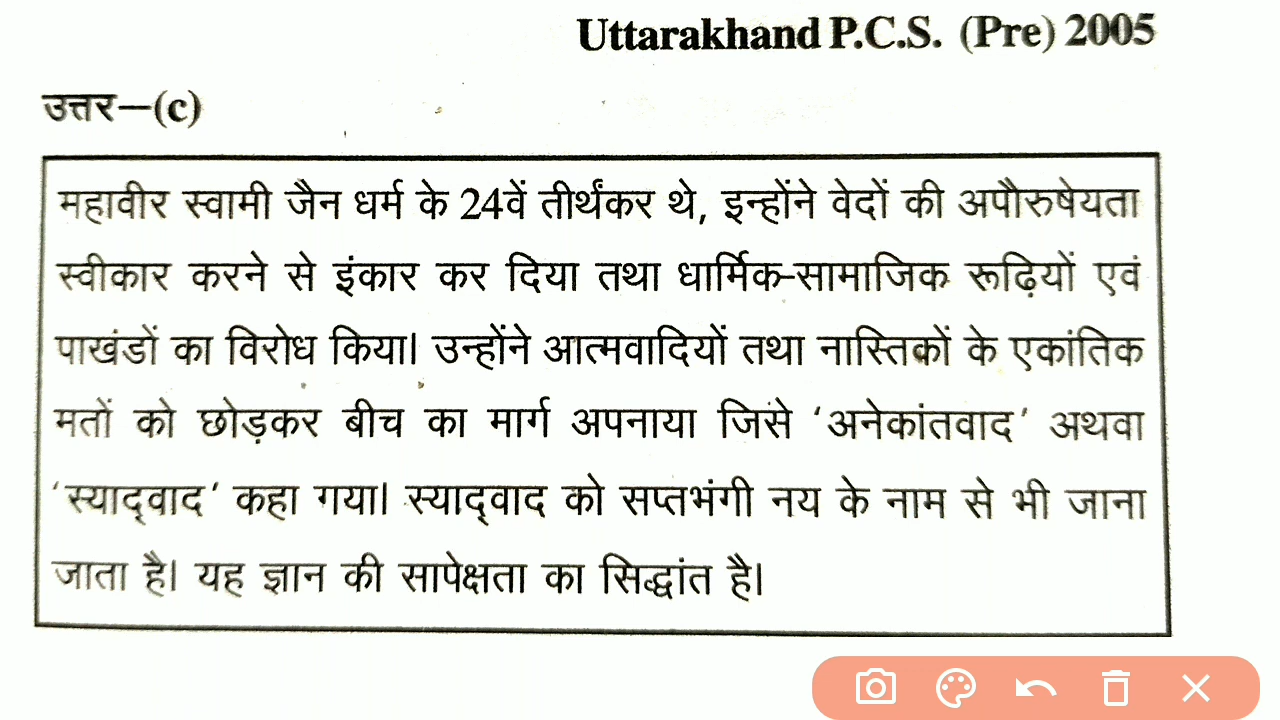 Uttarakhand P.C.S. (Pre) 2005
उत्तर–(c)
महावीर स्वामी जैन धर्म के 24वें तीर्थंकर थे, इन्होंने वेदों की अपौरुषेयता
स्वीकार करने से इंकार कर दिया तथा धार्मिक-सामाजिक रूढ़ियों एवं
पाखंडों का विरोध किया। उन्होंने आत्मवादियों तथा नास्तिकों के एकांतिक
मतों को छोड़कर बीच का मार्ग अपनाया जिसे ‘अनेकांतवाद’ अथवा
‘स्याद्वाद’ कहा गया। स्याद्वाद को सप्तभंगी नय के नाम से भी जाना
जाता है। यह ज्ञान की सापेक्षता का सिद्धांत है।